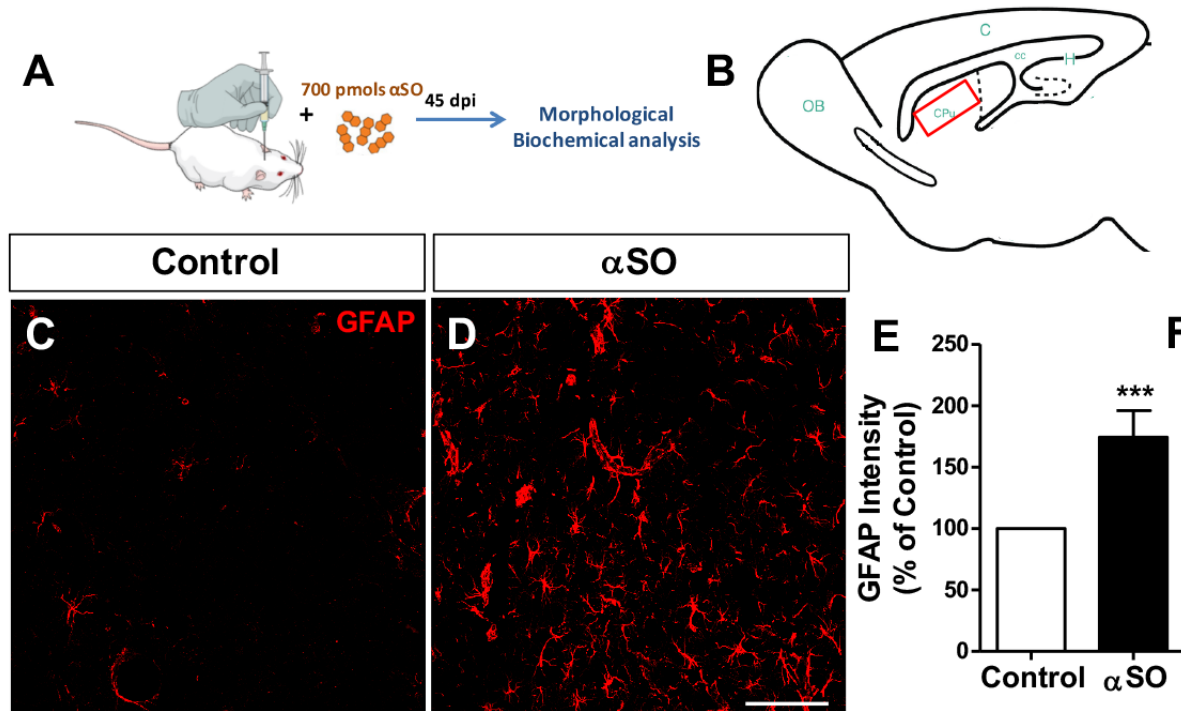 A
700 pmols αSO
+
45 dpi
Morphological
Biochemical analysis
B
C
cc
H
OB
CPu
Control
αSO
C
GFAP
D
E
F
GFAP Intensity
(% of Control)
250
200
150
100
50
0
***
Control
αSO